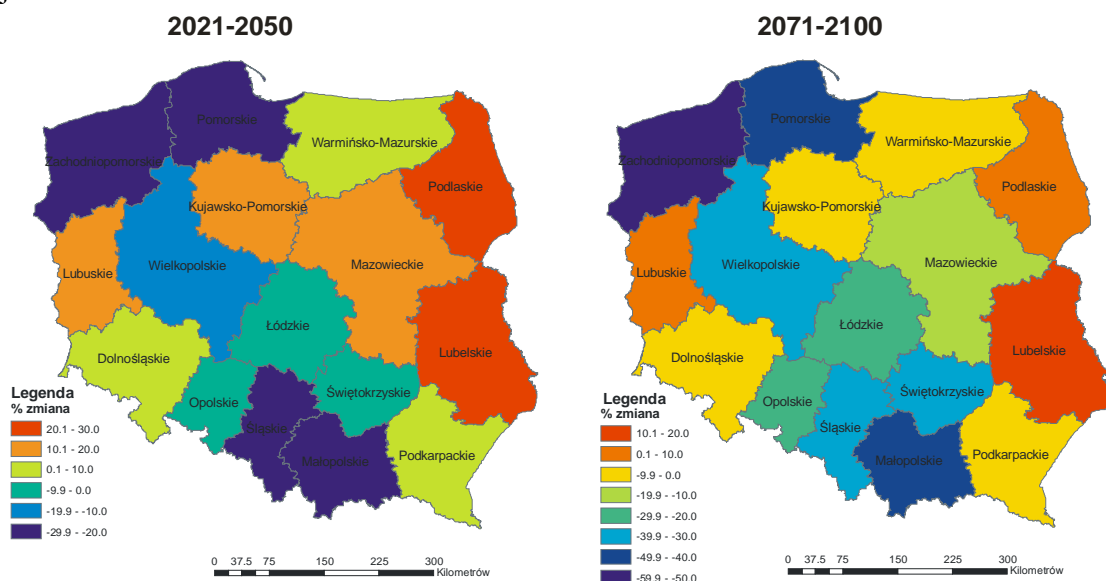 2021-2050
Pomorskie
Zachodniopomorskie
Warmińsko-Mazurskie
Podlaskie
Kujawsko-Pomorskie
Wielkopolskie
Mazowieckie
Lubuskie
Łódzkie
Dolnośląskie
Lubelskie
Opolskie
Śląskie
Świętokrzyskie
Małopolskie
Podkarpackie
Legenda
% zmiana
20.1 - 30.0
10.1 - 20.0
0.1 - 10.0
-9.9 - 0.0
-19.9 - -10.0
-29.9 - -20.0
0 37.5 75 150 225 300
Kilometrów
2071-2100
Pomorskie
Zachodniopomorskie
Warmińsko-Mazurskie
Podlaskie
Kujawsko-Pomorskie
Wielkopolskie
Mazowieckie
Lubuskie
Łódzkie
Dolnośląskie
Lubelskie
Opolskie
Śląskie
Świętokrzyskie
Małopolskie
Podkarpackie
Legenda
% zmiana
10.1 - 20.0
0.1 - 10.0
-9.9 - 0.0
-19.9 - -10.0
-29.9 - -20.0
-39.9 - -30.0
-49.9 - -40.0
-59.9 - -50.0
0 37.5 75 150 225 300
Kilometrów